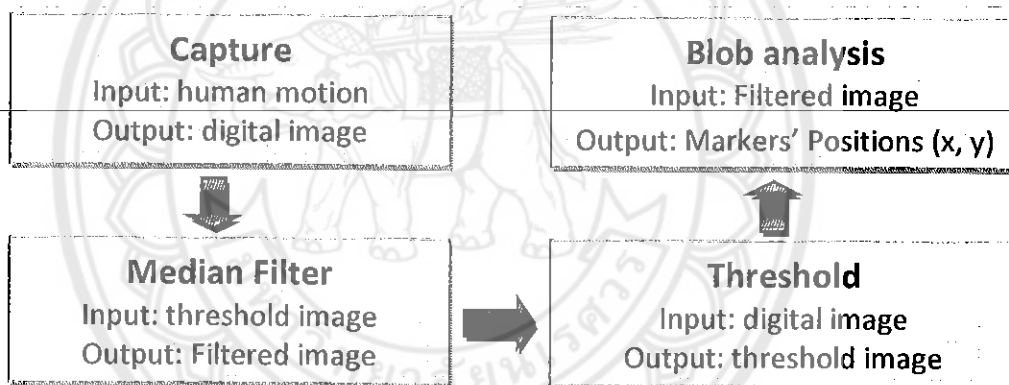 Capture
Input: human motion
Output: digital image
Median Filter
Input: threshold image
Output: Filtered image
Threshold
Input: digital image
Output: threshold image
Blob analysis
Input: Filtered image
Output: Markers' Positions (x, y)